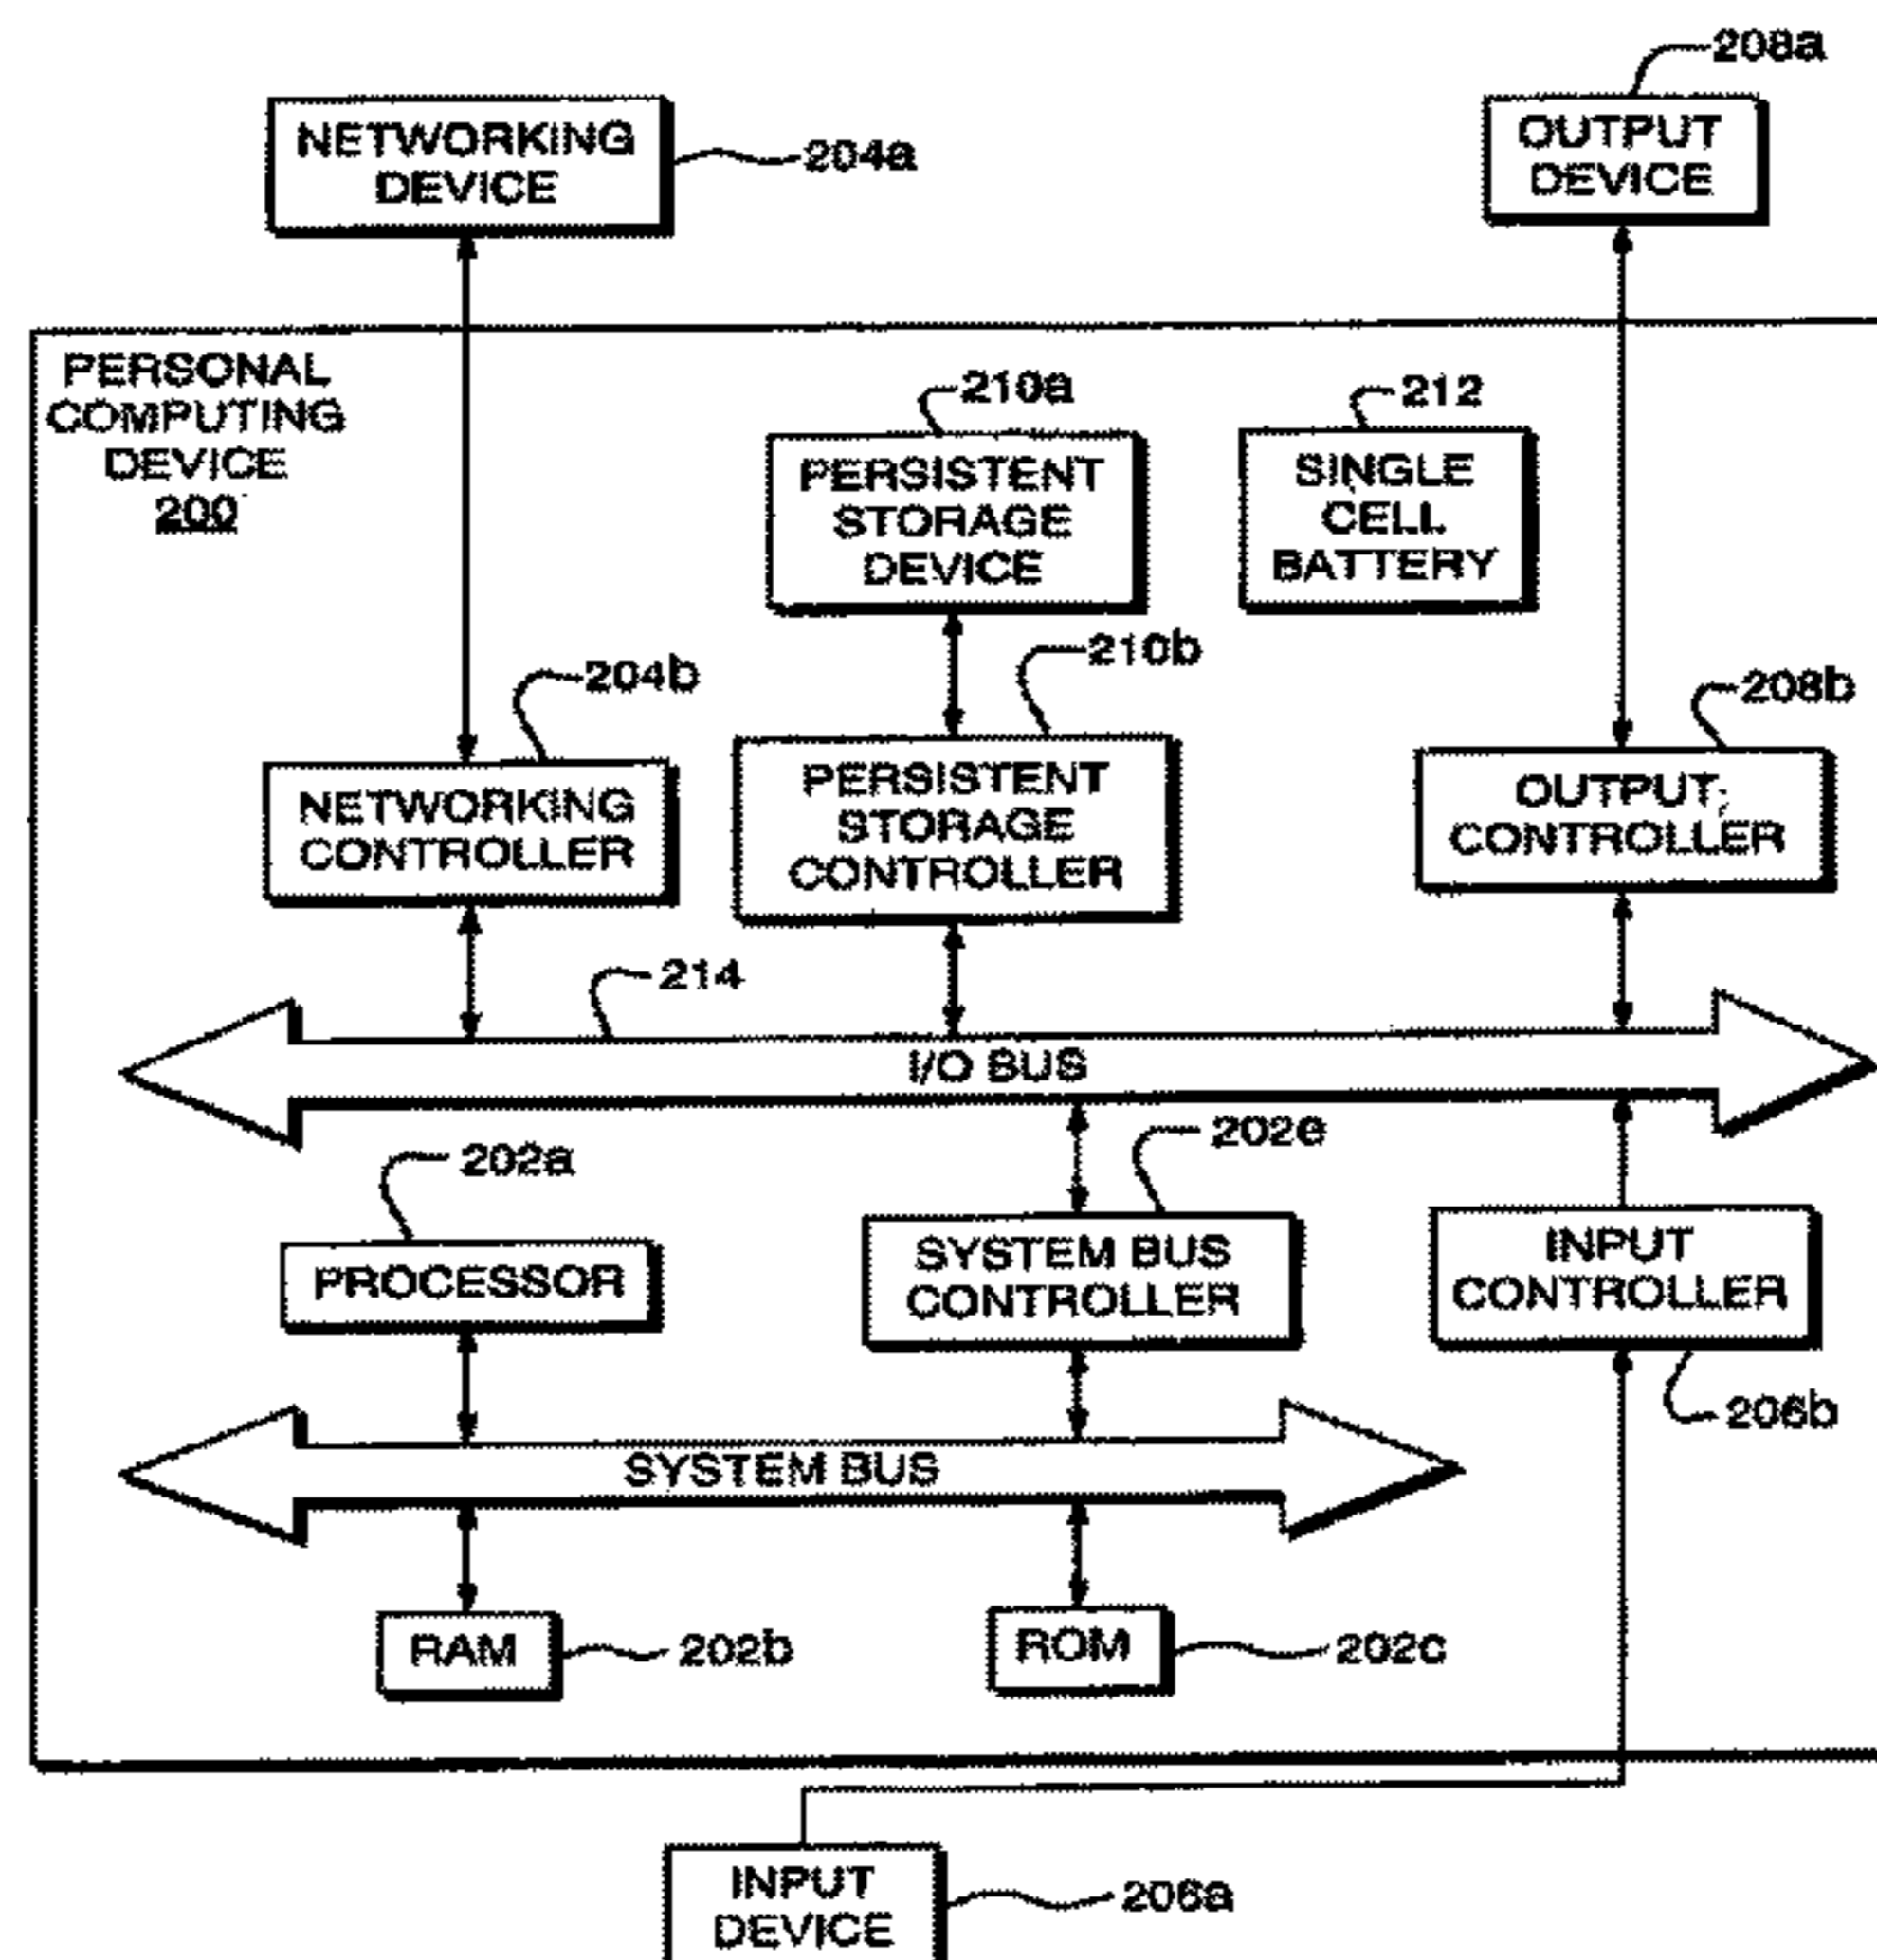 208a
NETWORKING
DEVICE
204a
OUTPUT
DEVICE
PERSONAL
COMPUTING
DEVICE
200
210a
PERSISTENT
STORAGE
DEVICE
212
SINGLE
CELL
BATTERY
204b
210b
208b
NETWORKING
CONTROLLER
PERSISTENT
STORAGE
CONTROLLER
OUTPUT
CONTROLLER
214
I/O BUS
202a
202e
PROCESSOR
SYSTEM BUS
CONTROLLER
INPUT
CONTROLLER
206b
SYSTEM BUS
RAM
202b
ROM
202c
INPUT
DEVICE
206a